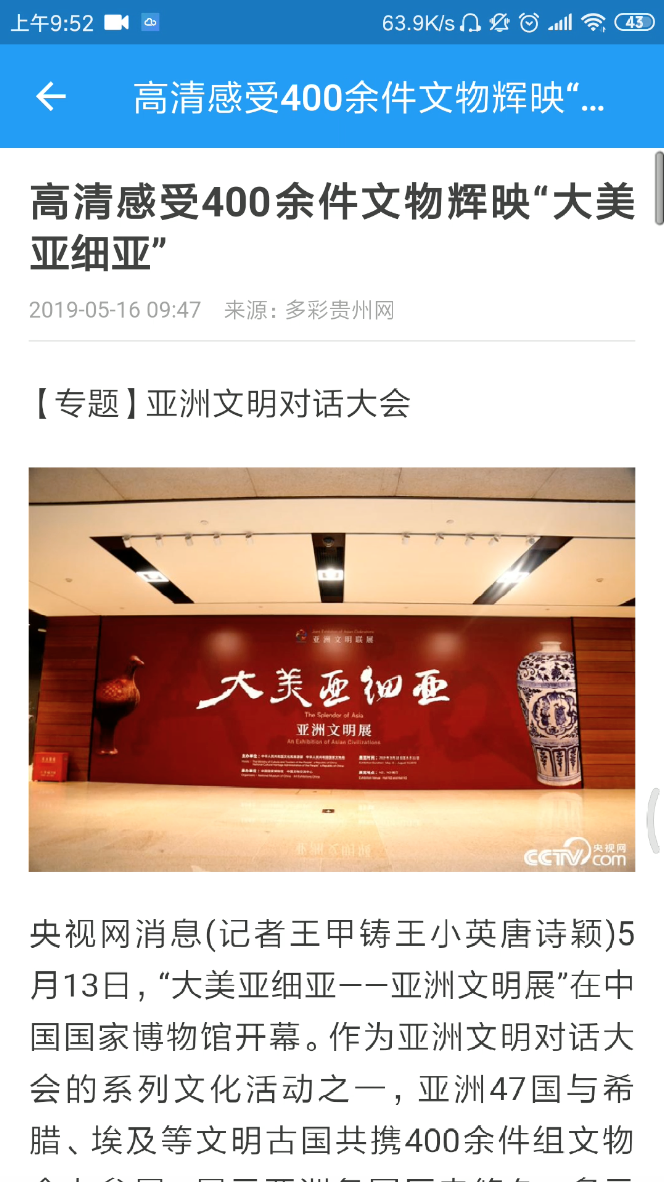 上午9:52
63.9K/s
43
高清感受400余件文物辉映“...
高清感受400余件文物辉映“大美
亚细亚”
2019-05-16 09:47 来源: 多彩贵州网
【专题】亚洲文明对话大会
亚洲文明联展
大美亚细亚
The Splendor of Asia
亚洲文明展
An Exhibition of Asian Civilizations
CCTV 央视网
com
央视网消息(记者王甲铸王小英唐诗颖)5
月13日, “大美亚细亚——亚洲文明展”在中
国国家博物馆开幕。作为亚洲文明对话大
会的系列文化活动之一, 亚洲47国与希
腊、埃及等文明古国共携400余件组文物